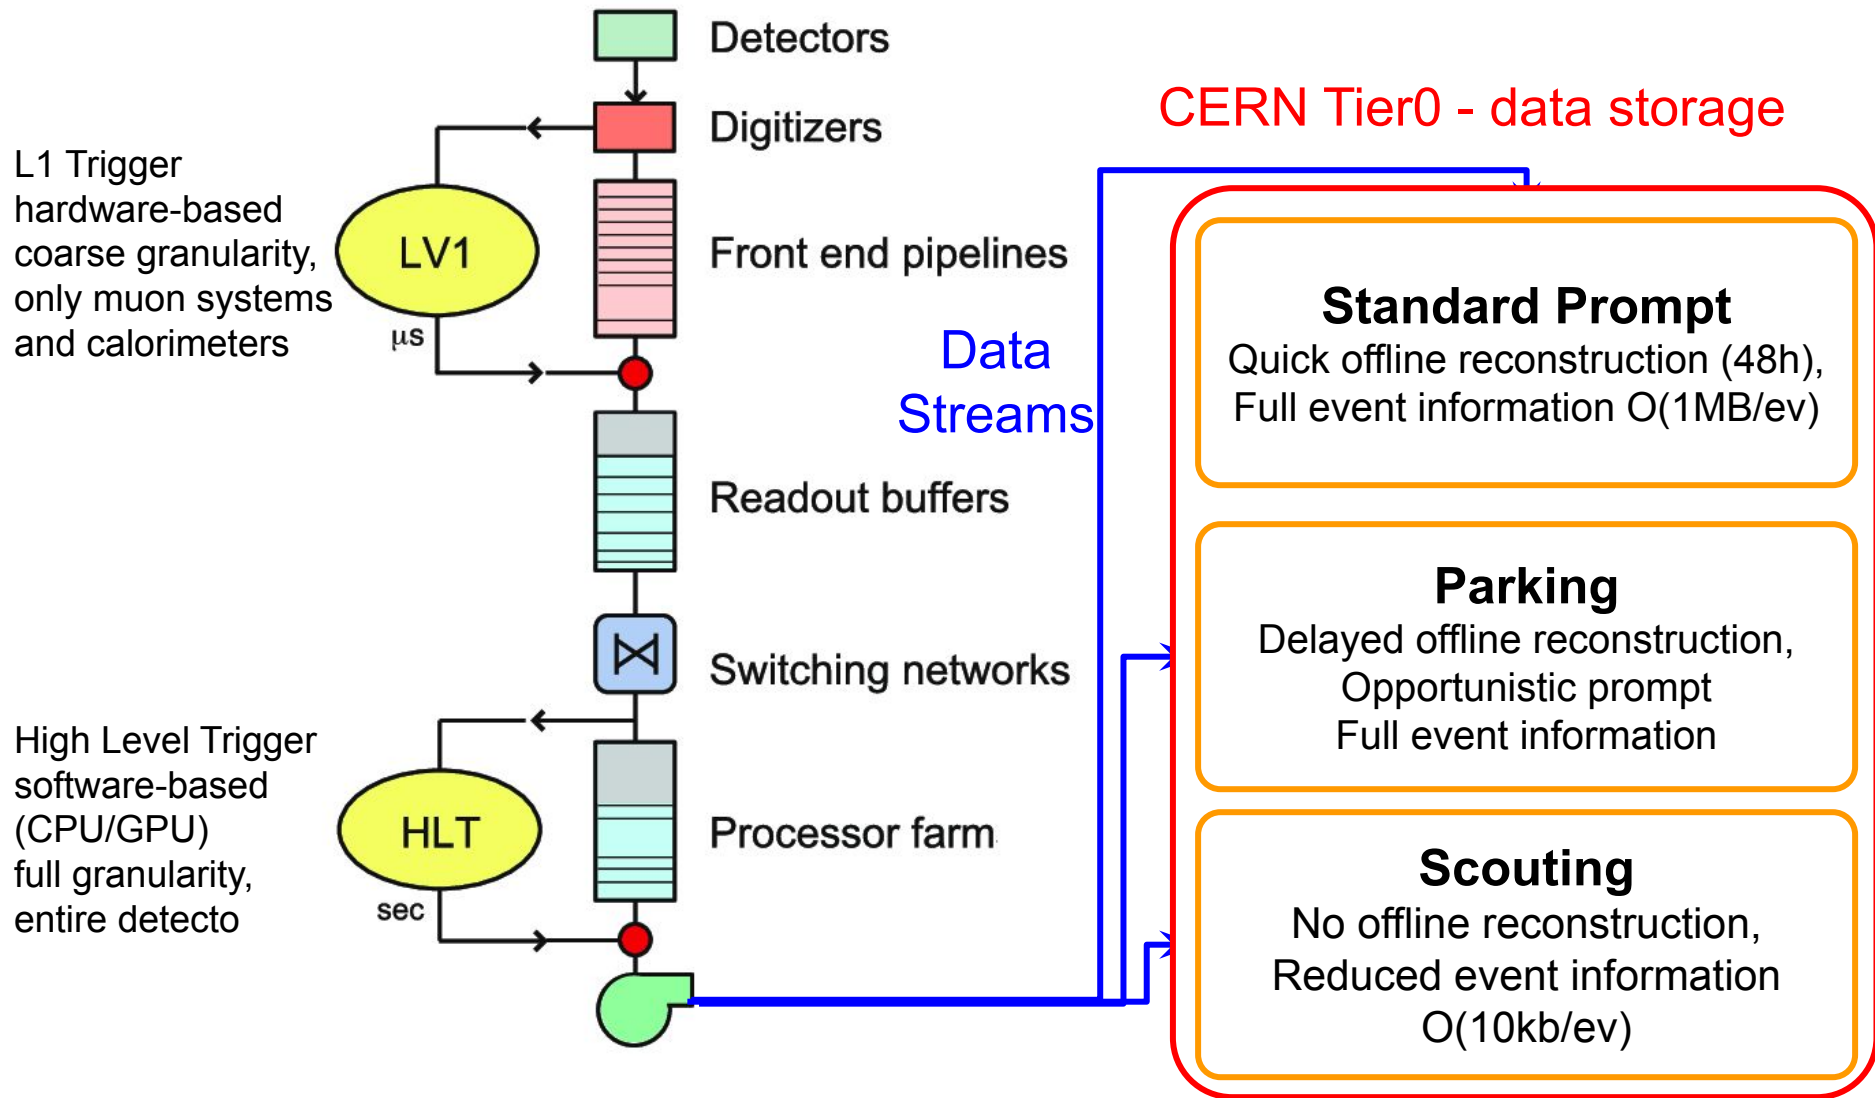 Detectors
Digitizers
CERN Tier0 - data storage
L1 Trigger
hardware-based
coarse granularity,
only muon systems
and calorimeters
LV1
μs
Front end pipelines
Data
Streams
Standard Prompt
Quick offline reconstruction (48h),
Full event information O(1MB/ev)
Readout buffers
Parking
Delayed offline reconstruction,
Opportunistic prompt
Full event information
Switching networks
High Level Trigger
software-based
(CPU/GPU)
full granularity,
entire detecto
HLT
sec
Processor farm
Scouting
No offline reconstruction,
Reduced event information
O(10kb/ev)